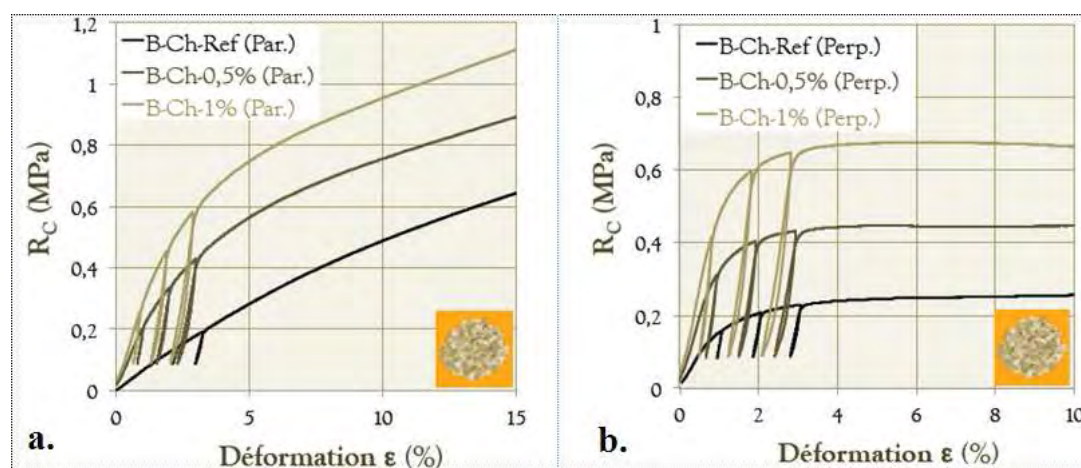 1,2
1
0,8
0,6
0,4
0,2
0
R_C (MPa)
B-Ch-Ref (Par.)
B-Ch-0,5% (Par.)
B-Ch-1% (Par.)
0 5 10 15
a.
Déformation ε (%)
1
0,8
0,6
0,4
0,2
0
R_C (MPa)
B-Ch-Ref (Perp.)
B-Ch-0,5% (Perp.)
B-Ch-1% (Perp.)
0 2 4 6 8 10
b.
Déformation ε (%)